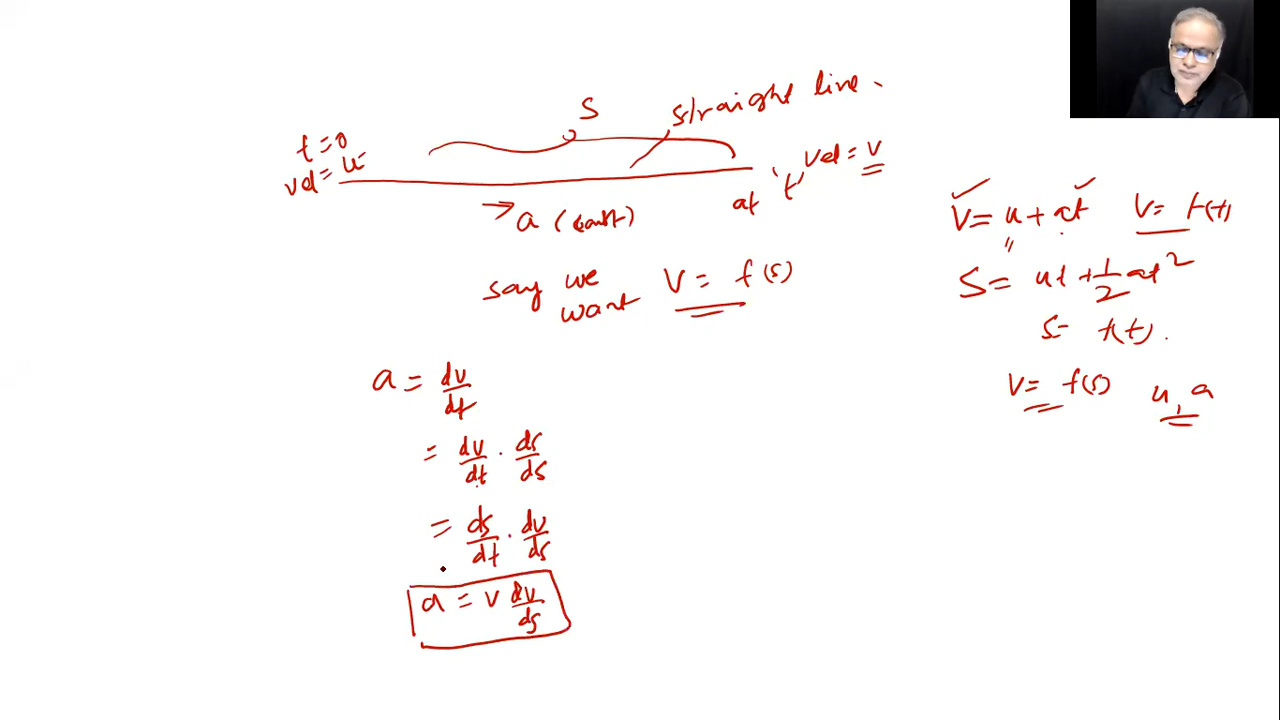 S
straight line.
t=0
vel = u
at 't' vel = v
→ a (const)
say we want v = f(s)
a = dv/dt
= dv/dt · ds/ds
= ds/dt · dv/ds
a = v dv/ds
v = u + at v = f(t)
S = ut + 1/2 at²
s = f(t).
v = f(s) u, a